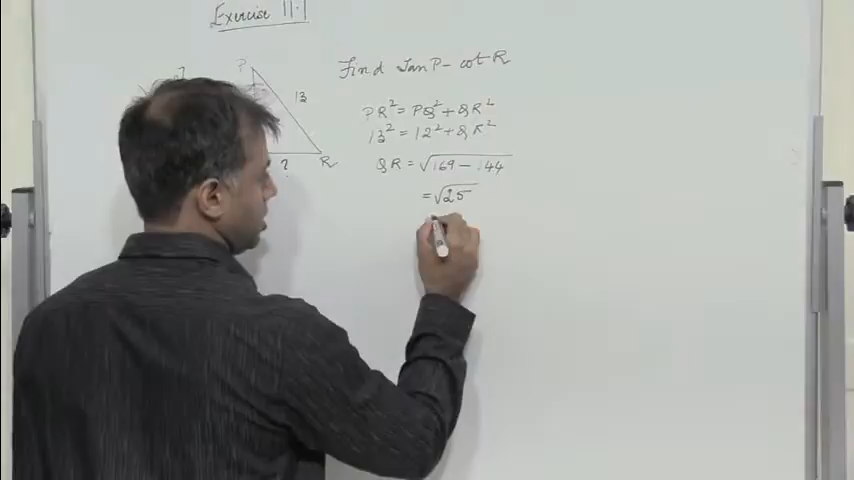 Exercise 11.1
P
13
R
?
Find Tan P - cot R
PR² = PQ² + QR²
13² = 12² + QR²
QR = √169 - 144
= √25